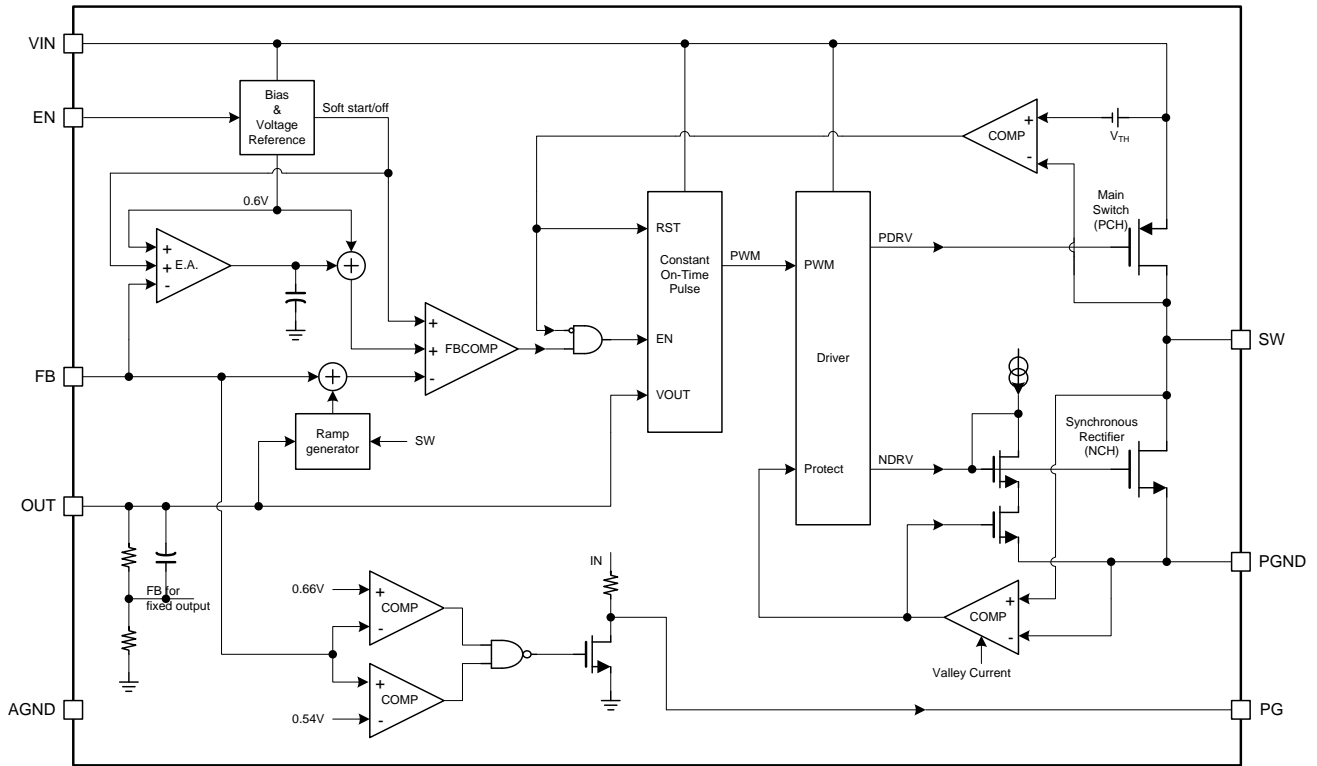 VIN
EN
Bias
&
Voltage
Reference
Soft start/off
0.6V
+
+
-
E.A.
+
+
+
-
FBCOMP
FB
+
Ramp
generator
SW
OUT
FB for
fixed output
AGND
RST
Constant
On-Time
Pulse
EN
VOUT
PWM
PWM
Driver
Protect
PDRV
NDRV
COMP
+
-
VTH
Main
Switch
(PCH)
SW
Synchronous
Rectifier
(NCH)
PGND
COMP
+
-
Valley Current
0.66V
+
-
COMP
+
-
COMP
0.54V
IN
PG